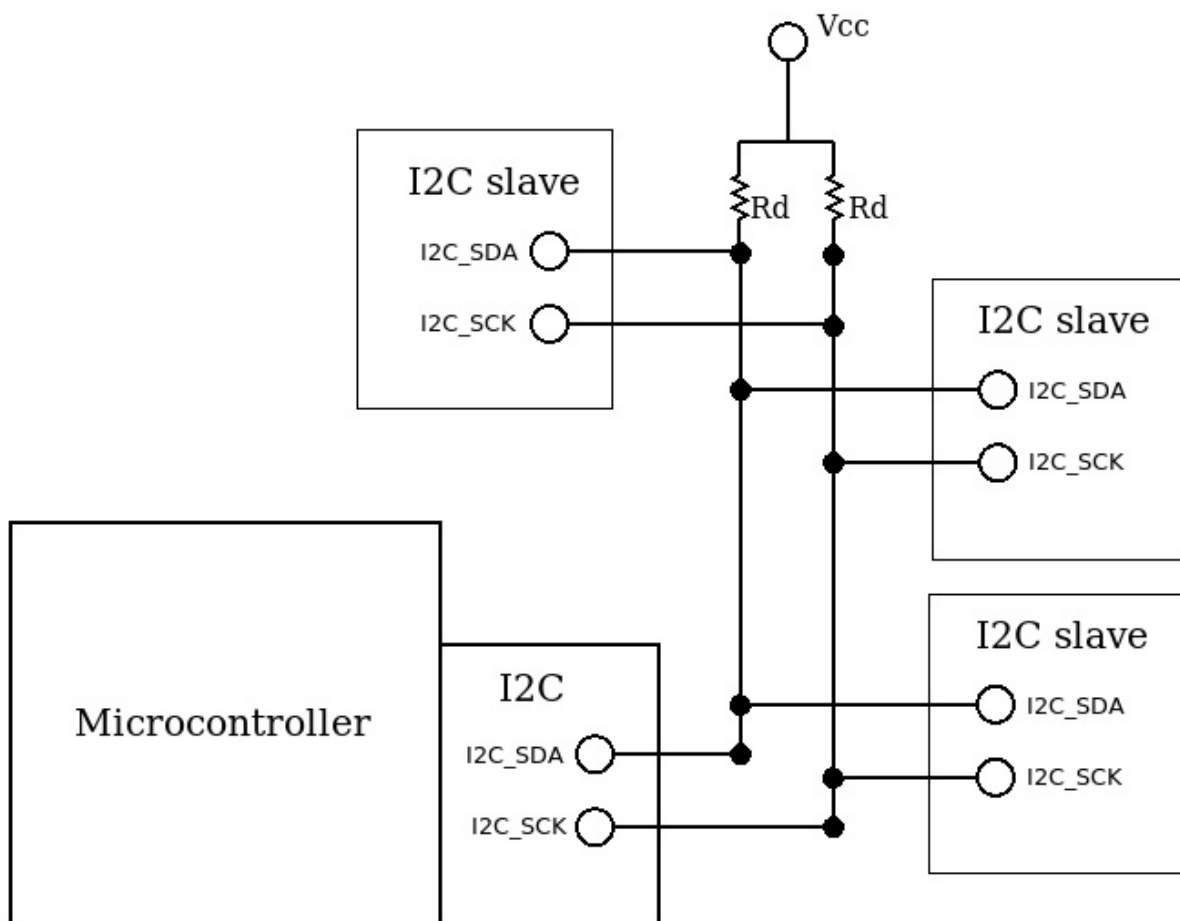 Vcc
I2C slave
Rd
Rd
I2C_SDA
I2C_SCK
I2C slave
I2C_SDA
I2C_SCK
I2C slave
I2C_SDA
I2C_SCK
Microcontroller
I2C
I2C_SDA
I2C_SCK